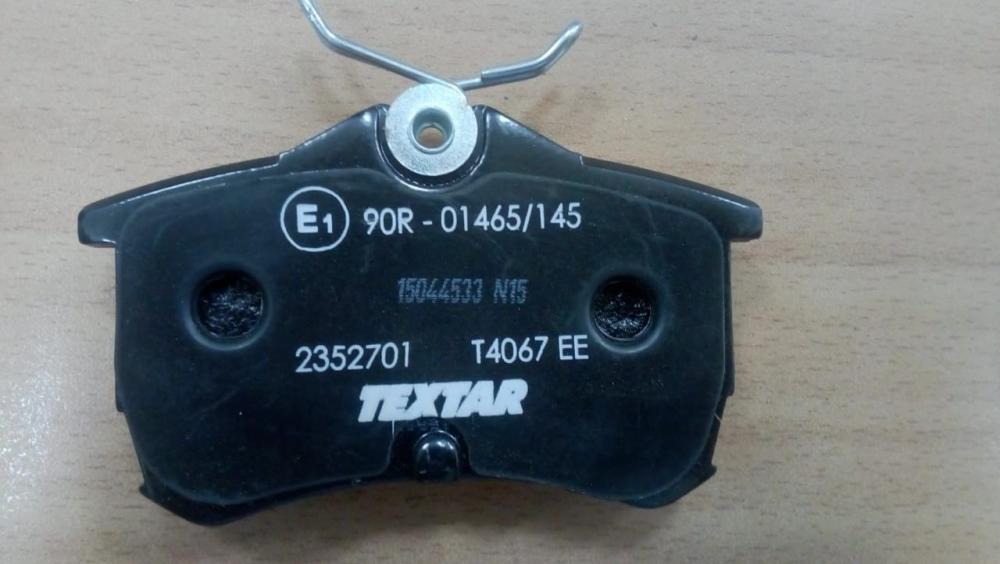 E1 90R - 01465/145
15044533 N15
2352701 T4067 EE
TEXTAR